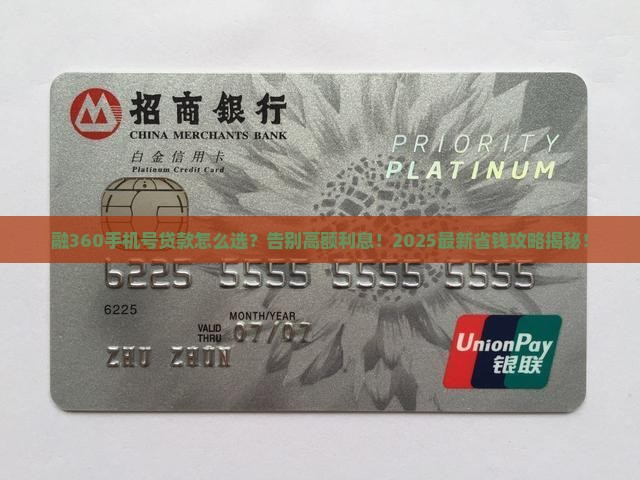 招商銀行
CHINA MERCHANTS BANK
白金信用卡
Platinum Credit Card
PRIORITY
PLATINUM
融360手机号贷款怎么选？告别高额利息！2025最新省钱攻略揭秘！
6225 5555 5555 5555
6225
MONTH/YEAR
VALID THRU 07/07
ZHU ZHON
UnionPay
银联